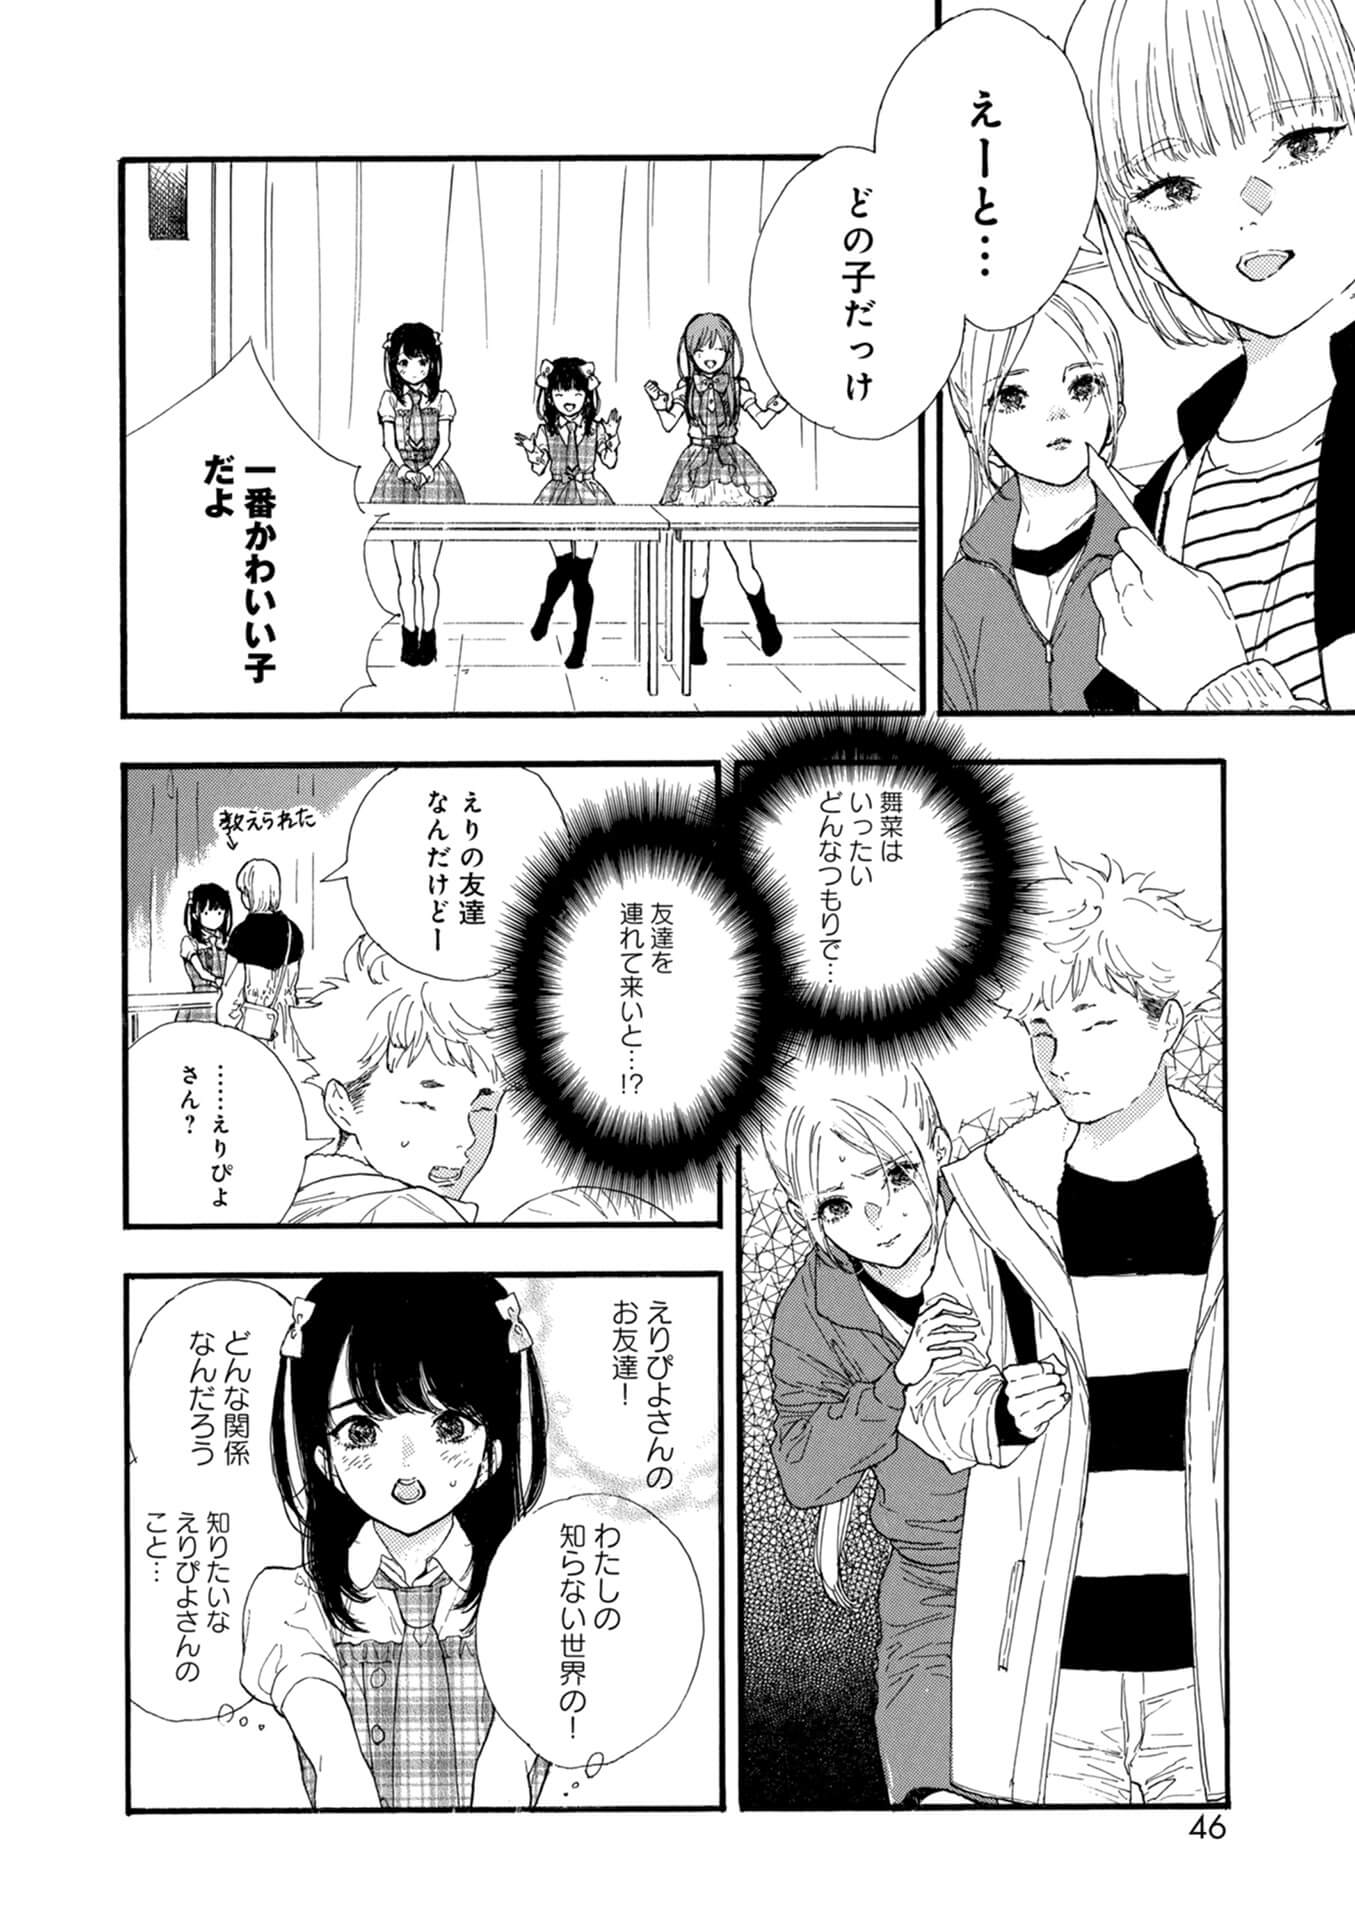 えーと…
どの子だっけ
一番かわいい子
だよ
舞菜は
いったい
どんなつもりで…
友達を
連れて来いと…!?
えりの友達
なんだけどー
教えられた
……えりぴよ
さん?
えりぴよさんの
お友達!
わたしの
知らない世界の!
どんな関係
なんだろう
知りたいな
えりぴよさんの
こと…
46